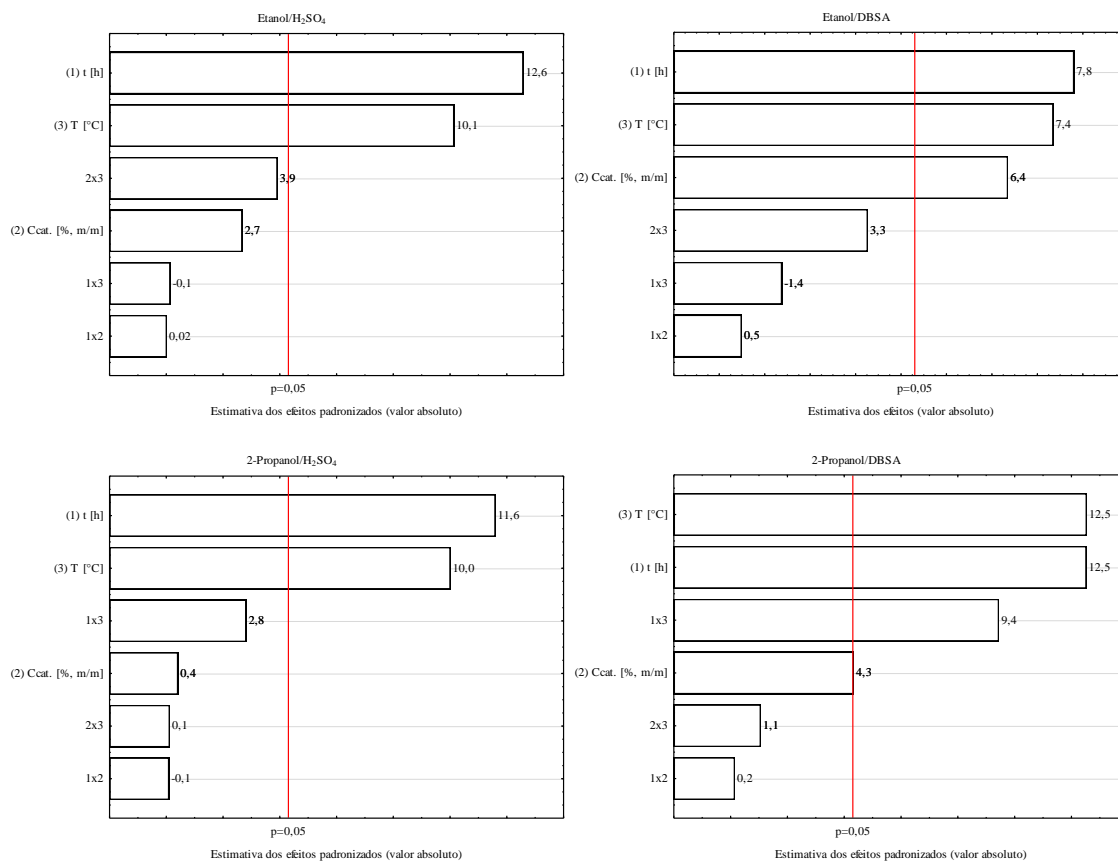 Etanol/H₂SO₄
(1) t [h]
12,6
(3) T [°C]
10,1
2x3
3,9
(2) Ccat. [%, m/m]
2,7
1x3
-0,1
1x2
0,02
p=0,05
Estimativa dos efeitos padronizados (valor absoluto)
Etanol/DBSA
(1) t [h]
7,8
(3) T [°C]
7,4
(2) Ccat. [%, m/m]
6,4
2x3
3,3
1x3
-1,4
1x2
0,5
p=0,05
Estimativa dos efeitos padronizados (valor absoluto)
2-Propanol/H₂SO₄
(1) t [h]
11,6
(3) T [°C]
10,0
1x3
2,8
(2) Ccat. [%, m/m]
0,4
2x3
0,1
1x2
-0,1
p=0,05
Estimativa dos efeitos padronizados (valor absoluto)
2-Propanol/DBSA
(3) T [°C]
12,5
(1) t [h]
12,5
1x3
9,4
(2) Ccat. [%, m/m]
4,3
2x3
1,1
1x2
0,2
p=0,05
Estimativa dos efeitos padronizados (valor absoluto)